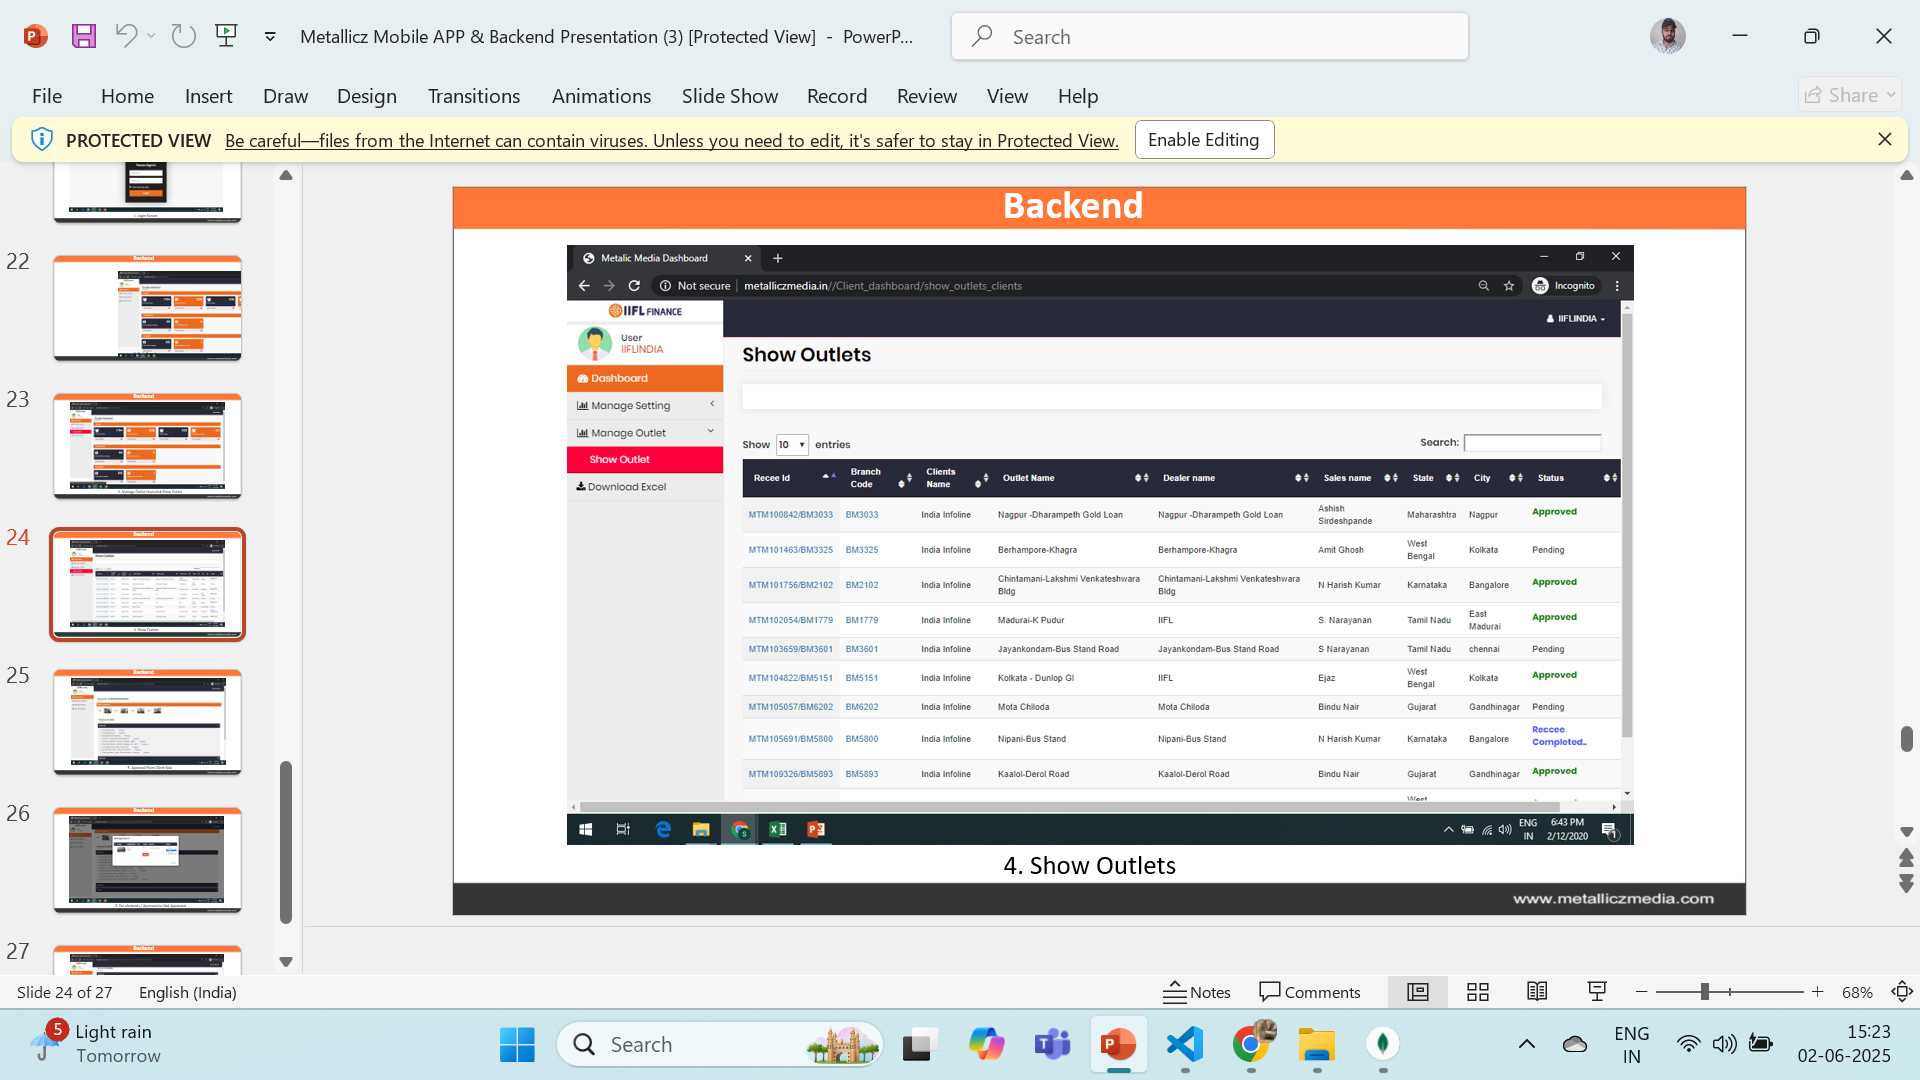 Metallicz Mobile APP & Backend Presentation (3) [Protected View] - PowerP...
Search
File Home Insert Draw Design Transitions Animations Slide Show Record Review View Help
Share
PROTECTED VIEW Be careful—files from the Internet can contain viruses. Unless you need to edit, it's safer to stay in Protected View. Enable Editing
22
23
24
25
26
27
Backend
Metalic Media Dashboard
Not secure metalliczmedia.in//Client_dashboard/show_outlets_clients
Incognito
IIFL FINANCE
IIFLINDIA
User
IIFLINDIA
Dashboard
Manage Setting
Manage Outlet
Show Outlet
Download Excel
Show Outlets
Show 10 entries
Search:
Recee Id Branch Code Clients Name Outlet Name Dealer name Sales name State City Status
MTM100842/BM3033 BM3033 India Infoline Nagpur -Dharampeth Gold Loan Nagpur -Dharampeth Gold Loan Ashish Sirdeshpande Maharashtra Nagpur Approved
MTM101463/BM3325 BM3325 India Infoline Berhampore-Khagra Berhampore-Khagra Amit Ghosh West Bengal Kolkata Pending
MTM101756/BM2102 BM2102 India Infoline Chintamani-Lakshmi Venkateshwara Bldg Chintamani-Lakshmi Venkateshwara Bldg N Harish Kumar Karnataka Bangalore Approved
MTM102054/BM1779 BM1779 India Infoline Madurai-K Pudur IIFL S. Narayanan Tamil Nadu East Madurai Approved
MTM103659/BM3601 BM3601 India Infoline Jayankondam-Bus Stand Road Jayankondam-Bus Stand Road S Narayanan Tamil Nadu chennai Pending
MTM104822/BM5151 BM5151 India Infoline Kolkata - Dunlop Gl IIFL Ejaz West Bengal Kolkata Approved
MTM105057/BM6202 BM6202 India Infoline Mota Chiloda Mota Chiloda Bindu Nair Gujarat Gandhinagar Pending
MTM105691/BM5800 BM5800 India Infoline Nipani-Bus Stand Nipani-Bus Stand N Harish Kumar Karnataka Bangalore Reccee Completed..
MTM109326/BM5893 BM5893 India Infoline Kaalol-Derol Road Kaalol-Derol Road Bindu Nair Gujarat Gandhinagar Approved
West
ENG
IN
6:43 PM
2/12/2020
1
4. Show Outlets
www.metalliczmedia.com
Slide 24 of 27 English (India)
Notes Comments
68%
5
Light rain
Tomorrow
Search
ENG
IN
15:23
02-06-2025